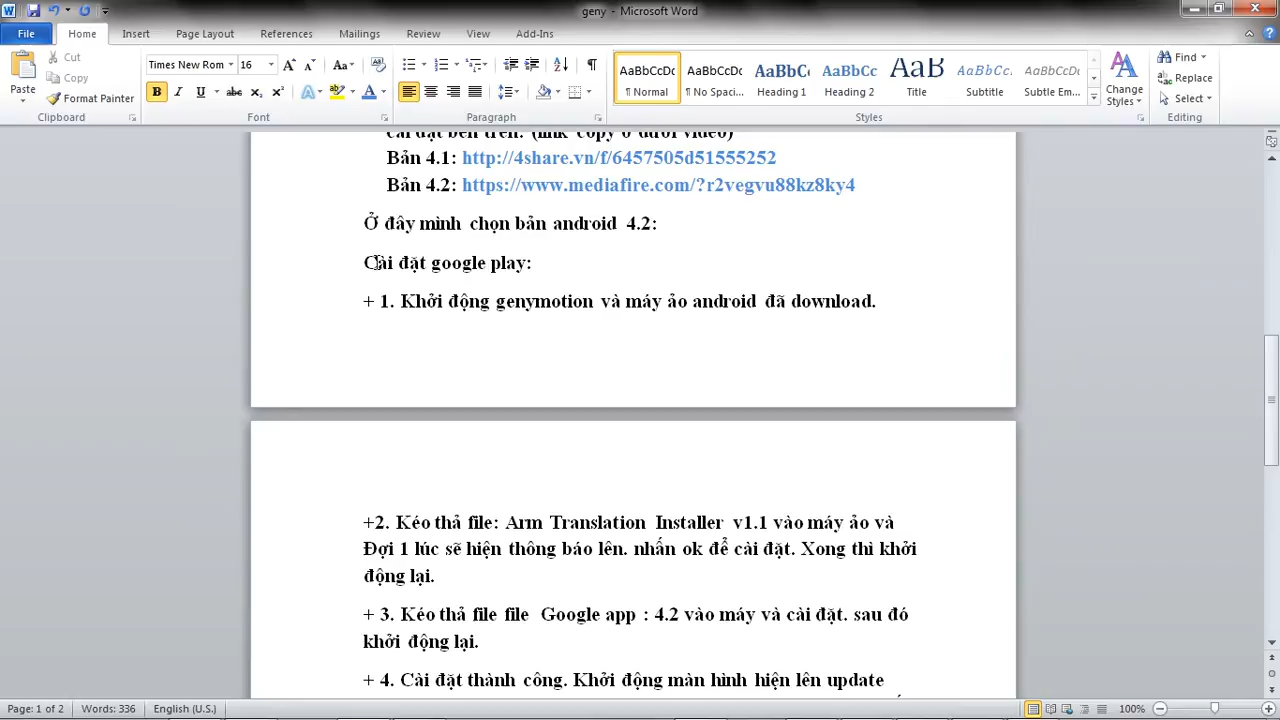 geny - Microsoft Word
File Home Insert Page Layout References Mailings Review View Add-Ins
Cut
Copy
Format Painter
Paste
Clipboard
Times New Rom 16
Font
Paragraph
AaBbCcDc AaBbCcDc AaBbC AaBbCc AaB AaBbCc. AaBbCcDc
¶ Normal ¶ No Spaci... Heading 1 Heading 2 Title Subtitle Subtle Em...
Change Styles
Styles
Find
Replace
Select
Editing
cài đặt bên trên. (link copy ở dưới video)
Bản 4.1: http://4share.vn/f/6457505d51555252
Bản 4.2: https://www.mediafire.com/?r2vegvu88kz8ky4
Ở đây mình chọn bản android 4.2:
Cài đặt google play:
+ 1. Khởi động genymotion và máy ảo android đã download.
+2. Kéo thả file: Arm Translation Installer v1.1 vào máy ảo và
Đợi 1 lúc sẽ hiện thông báo lên. nhấn ok để cài đặt. Xong thì khởi
động lại.
+ 3. Kéo thả file file Google app : 4.2 vào máy và cài đặt. sau đó
khởi động lại.
+ 4. Cài đặt thành công. Khởi động màn hình hiện lên update
Page: 1 of 2 Words: 336 English (U.S.) 100%